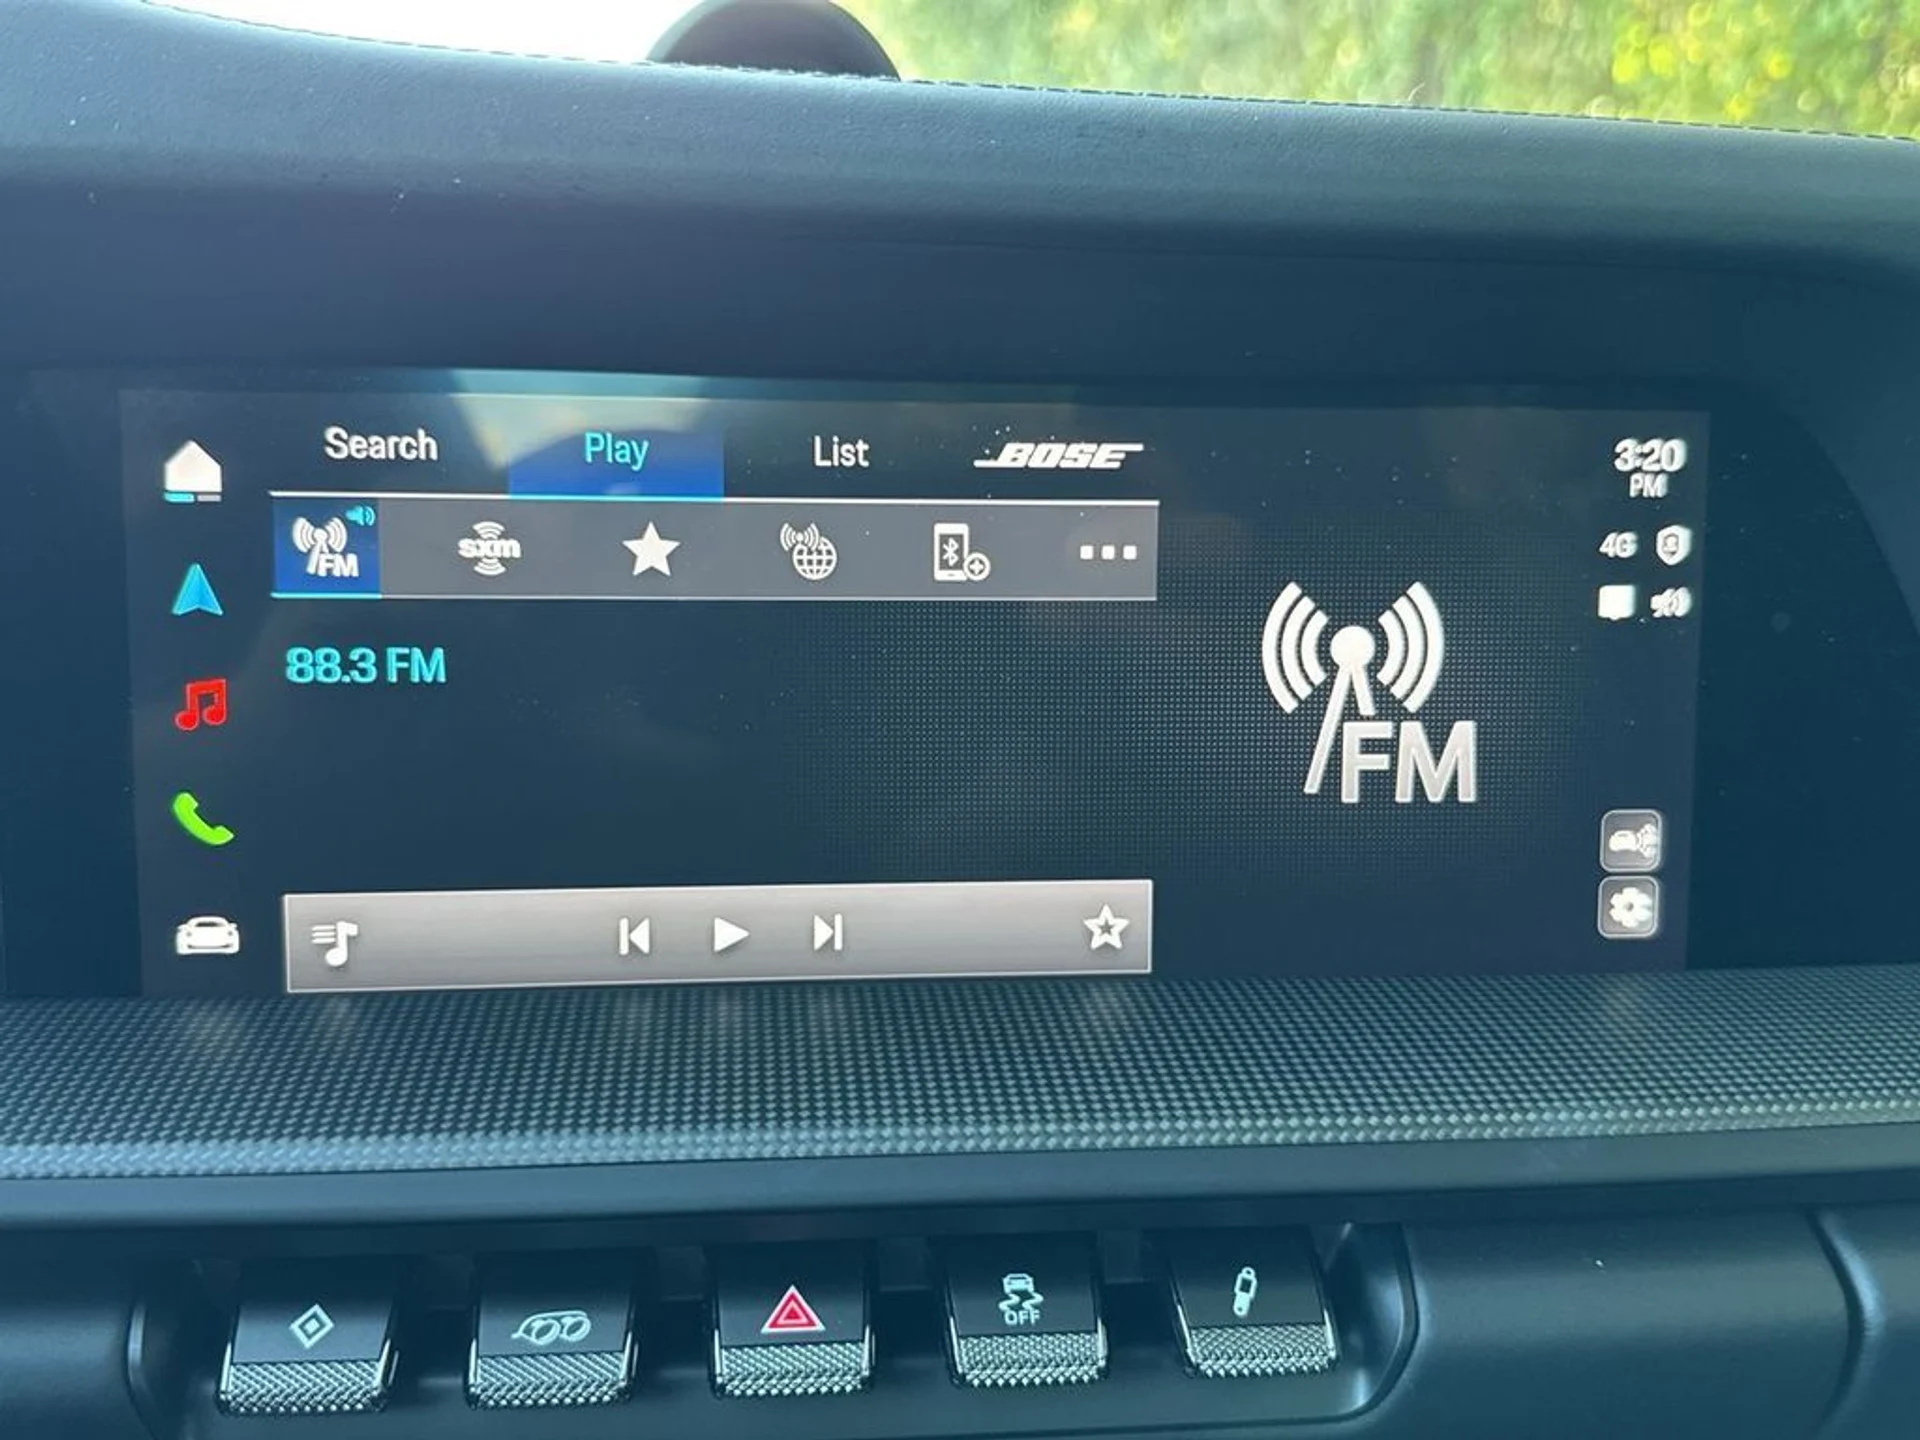 Search Play List BOSE
3:20
PM
FM sxm
4G
88.3 FM
FM
OFF